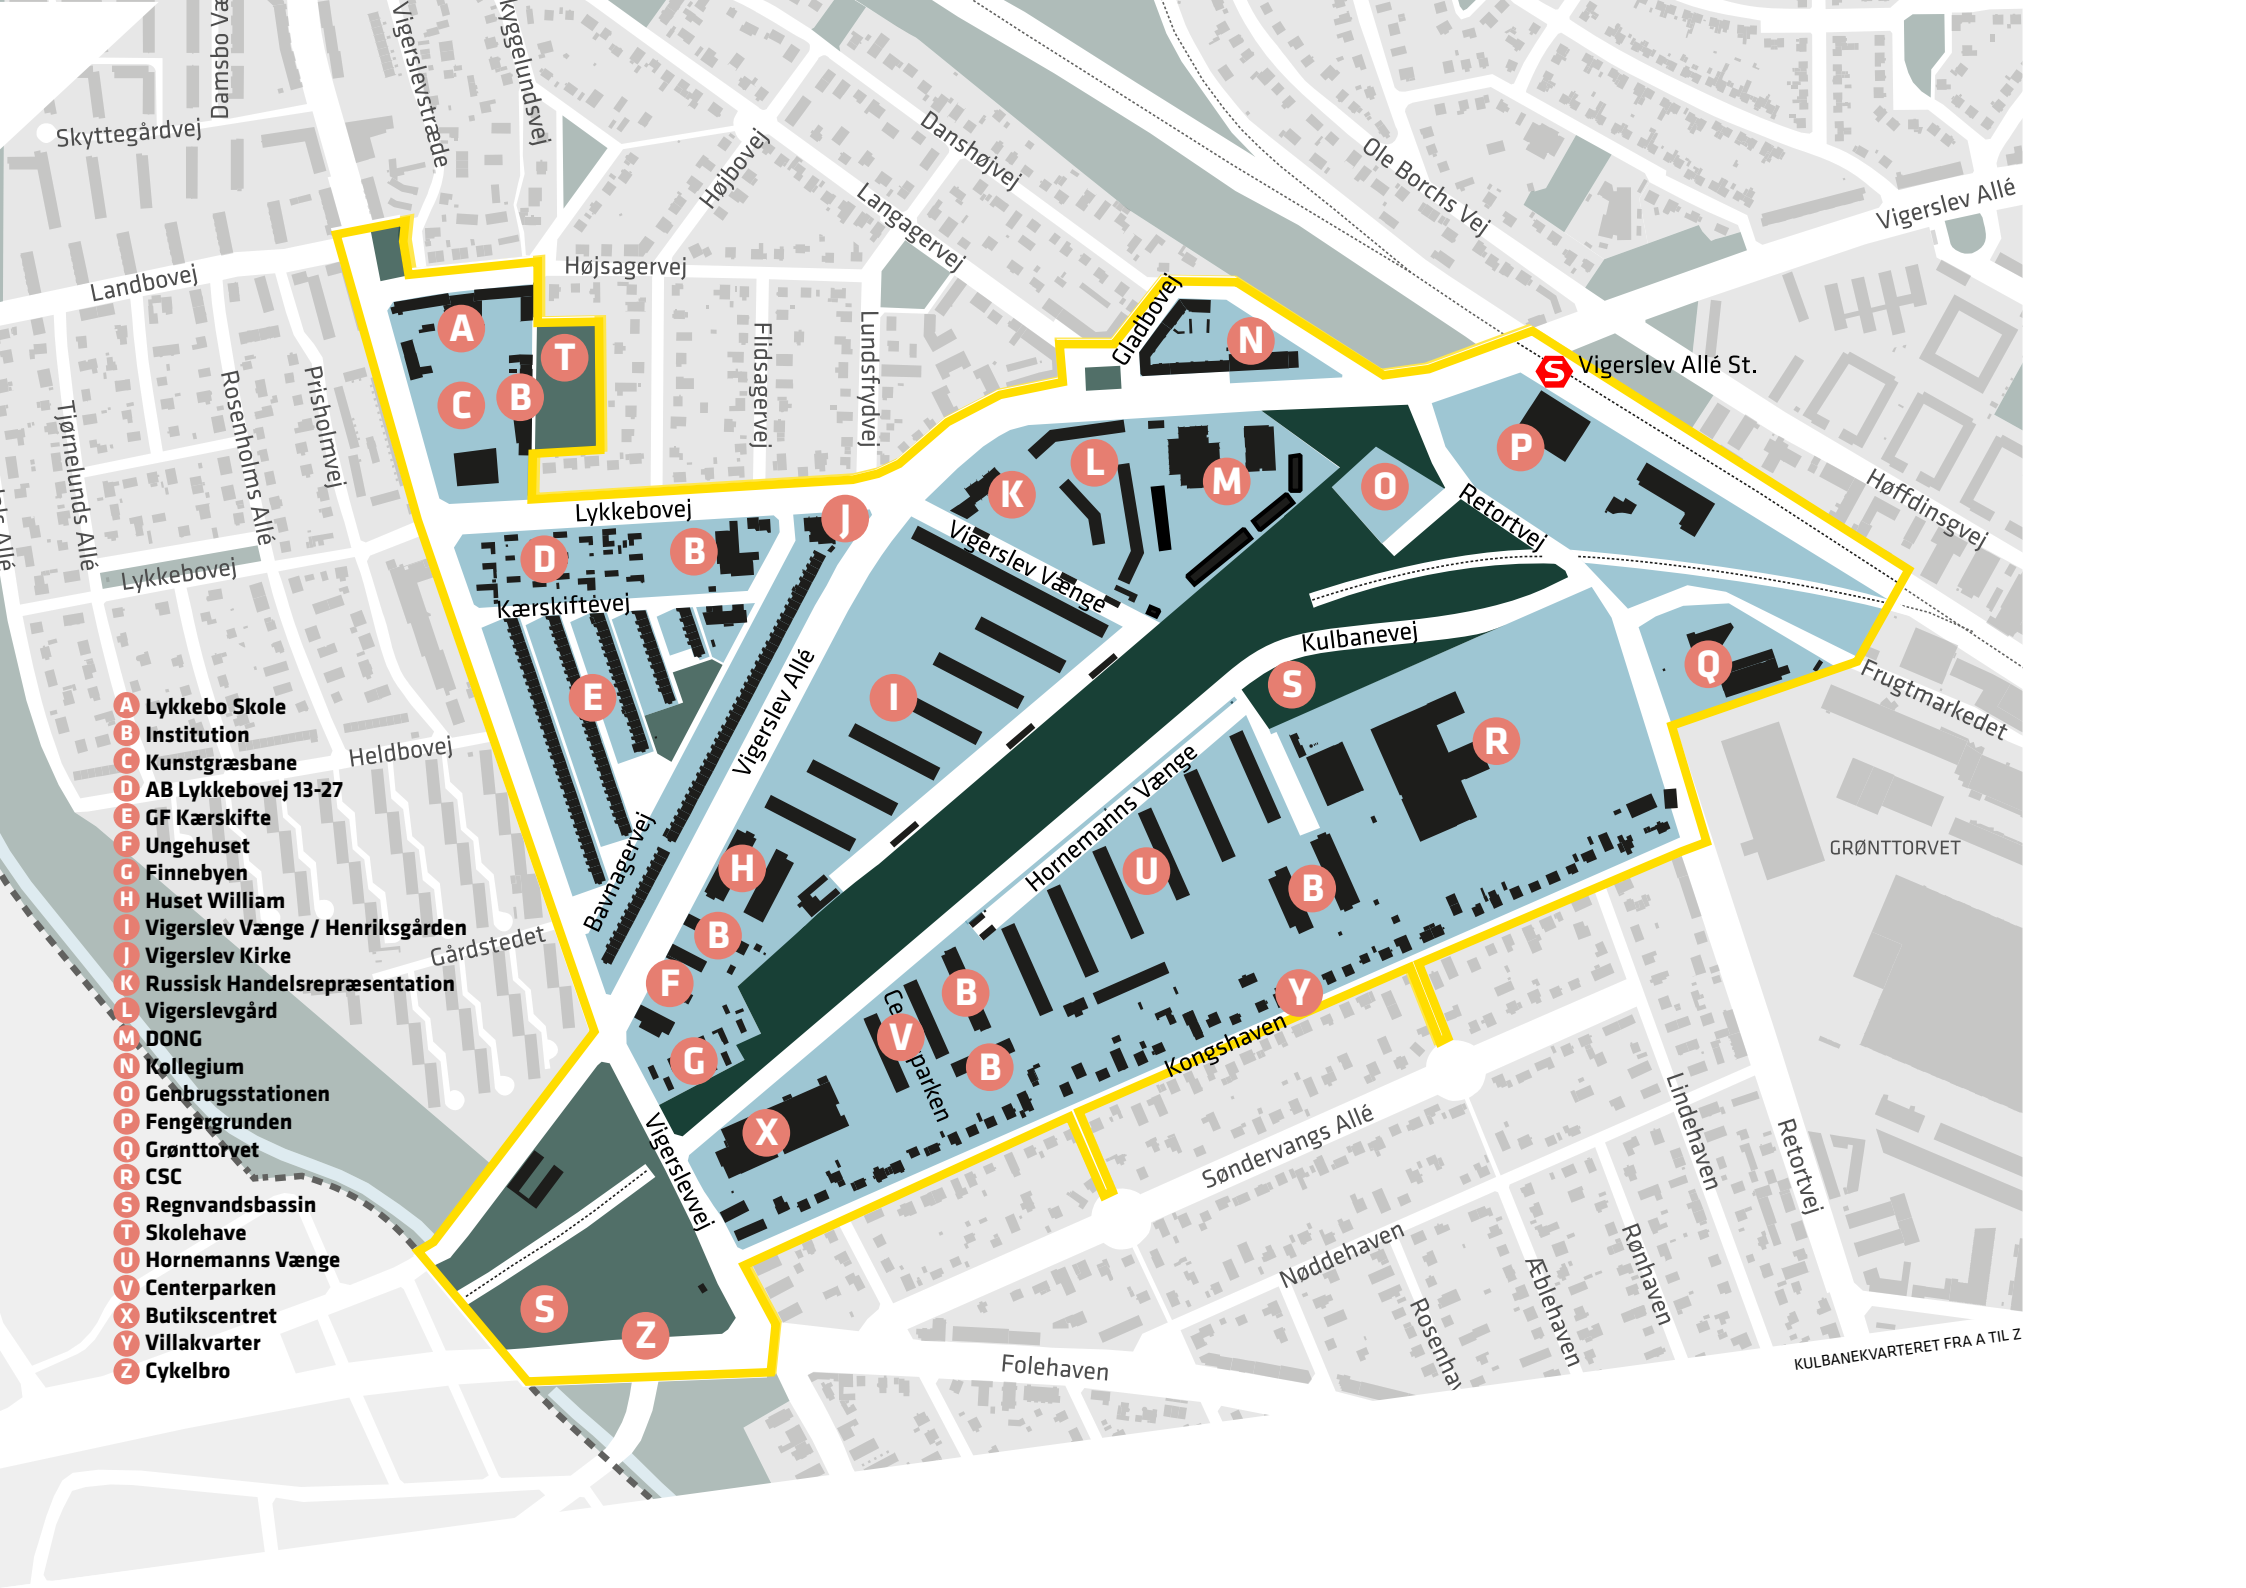 Damsbo Væ
Vigerslevstræde
kyggelundsvej
Skyttegårdvej
Højbovej
Danshøjvej
Langagervej
Ole Borchs Vej
Vigerslev Allé
Landbovej
Højsagervej
Gladbovej
N
A
T
Vigerslev Allé St.
S
C
B
Flidsagervej
Lundsfrydvej
Tjørnelunds Allé
Rosenholms Allé
Prisholmvej
als Allé
P
L
K
M
O
Høffdinsgvej
Retortvej
Lykkebovej
J
Vigerslev Vænge
D
B
Lykkebovej
Kærskiftevej
Kulbanevej
Q
Frugtmarkedet
E
I
S
Vigerslev Allé
Heldbovej
R
Hornemanns Vænge
GRØNTTORVET
Bavnagervej
H
U
B
Gårdstedet
B
F
B
Y
V
Kongshaven
G
B
X
Vigerslevvej
Søndervangs Allé
Lindehaven
Retortvej
Nøddehaven
Rønhaven
Æblehaven
S
Z
Folehaven
A Lykkebo Skole
B Institution
C Kunstgræsbane
D AB Lykkebovej 13-27
E GF Kærskifte
F Ungehuset
G Finnebyen
H Huset William
I Vigerslev Vænge / Henriksgården
J Vigerslev Kirke
K Russisk Handelsrepræsentation
L Vigerslevgård
M DONG
N Kollegium
O Genbrugsstationen
P Fengergrunden
Q Grønttorvet
R CSC
S Regnvandsbassin
T Skolehave
U Hornemanns Vænge
V Centerparken
X Butikscentret
Y Villakvarter
Z Cykelbro
KULBANEKVARTERET FRA A TIL Z